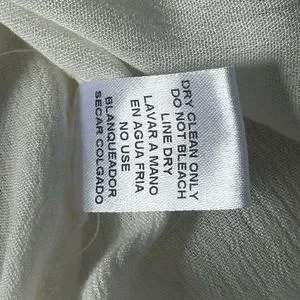 DRY CLEAN ONLY
DO NOT BLEACH
LINE DRY
LAVAR A MANO
EN AGUA FRIA
NO USE
BLANQUEADOR
SECAR COLGADO